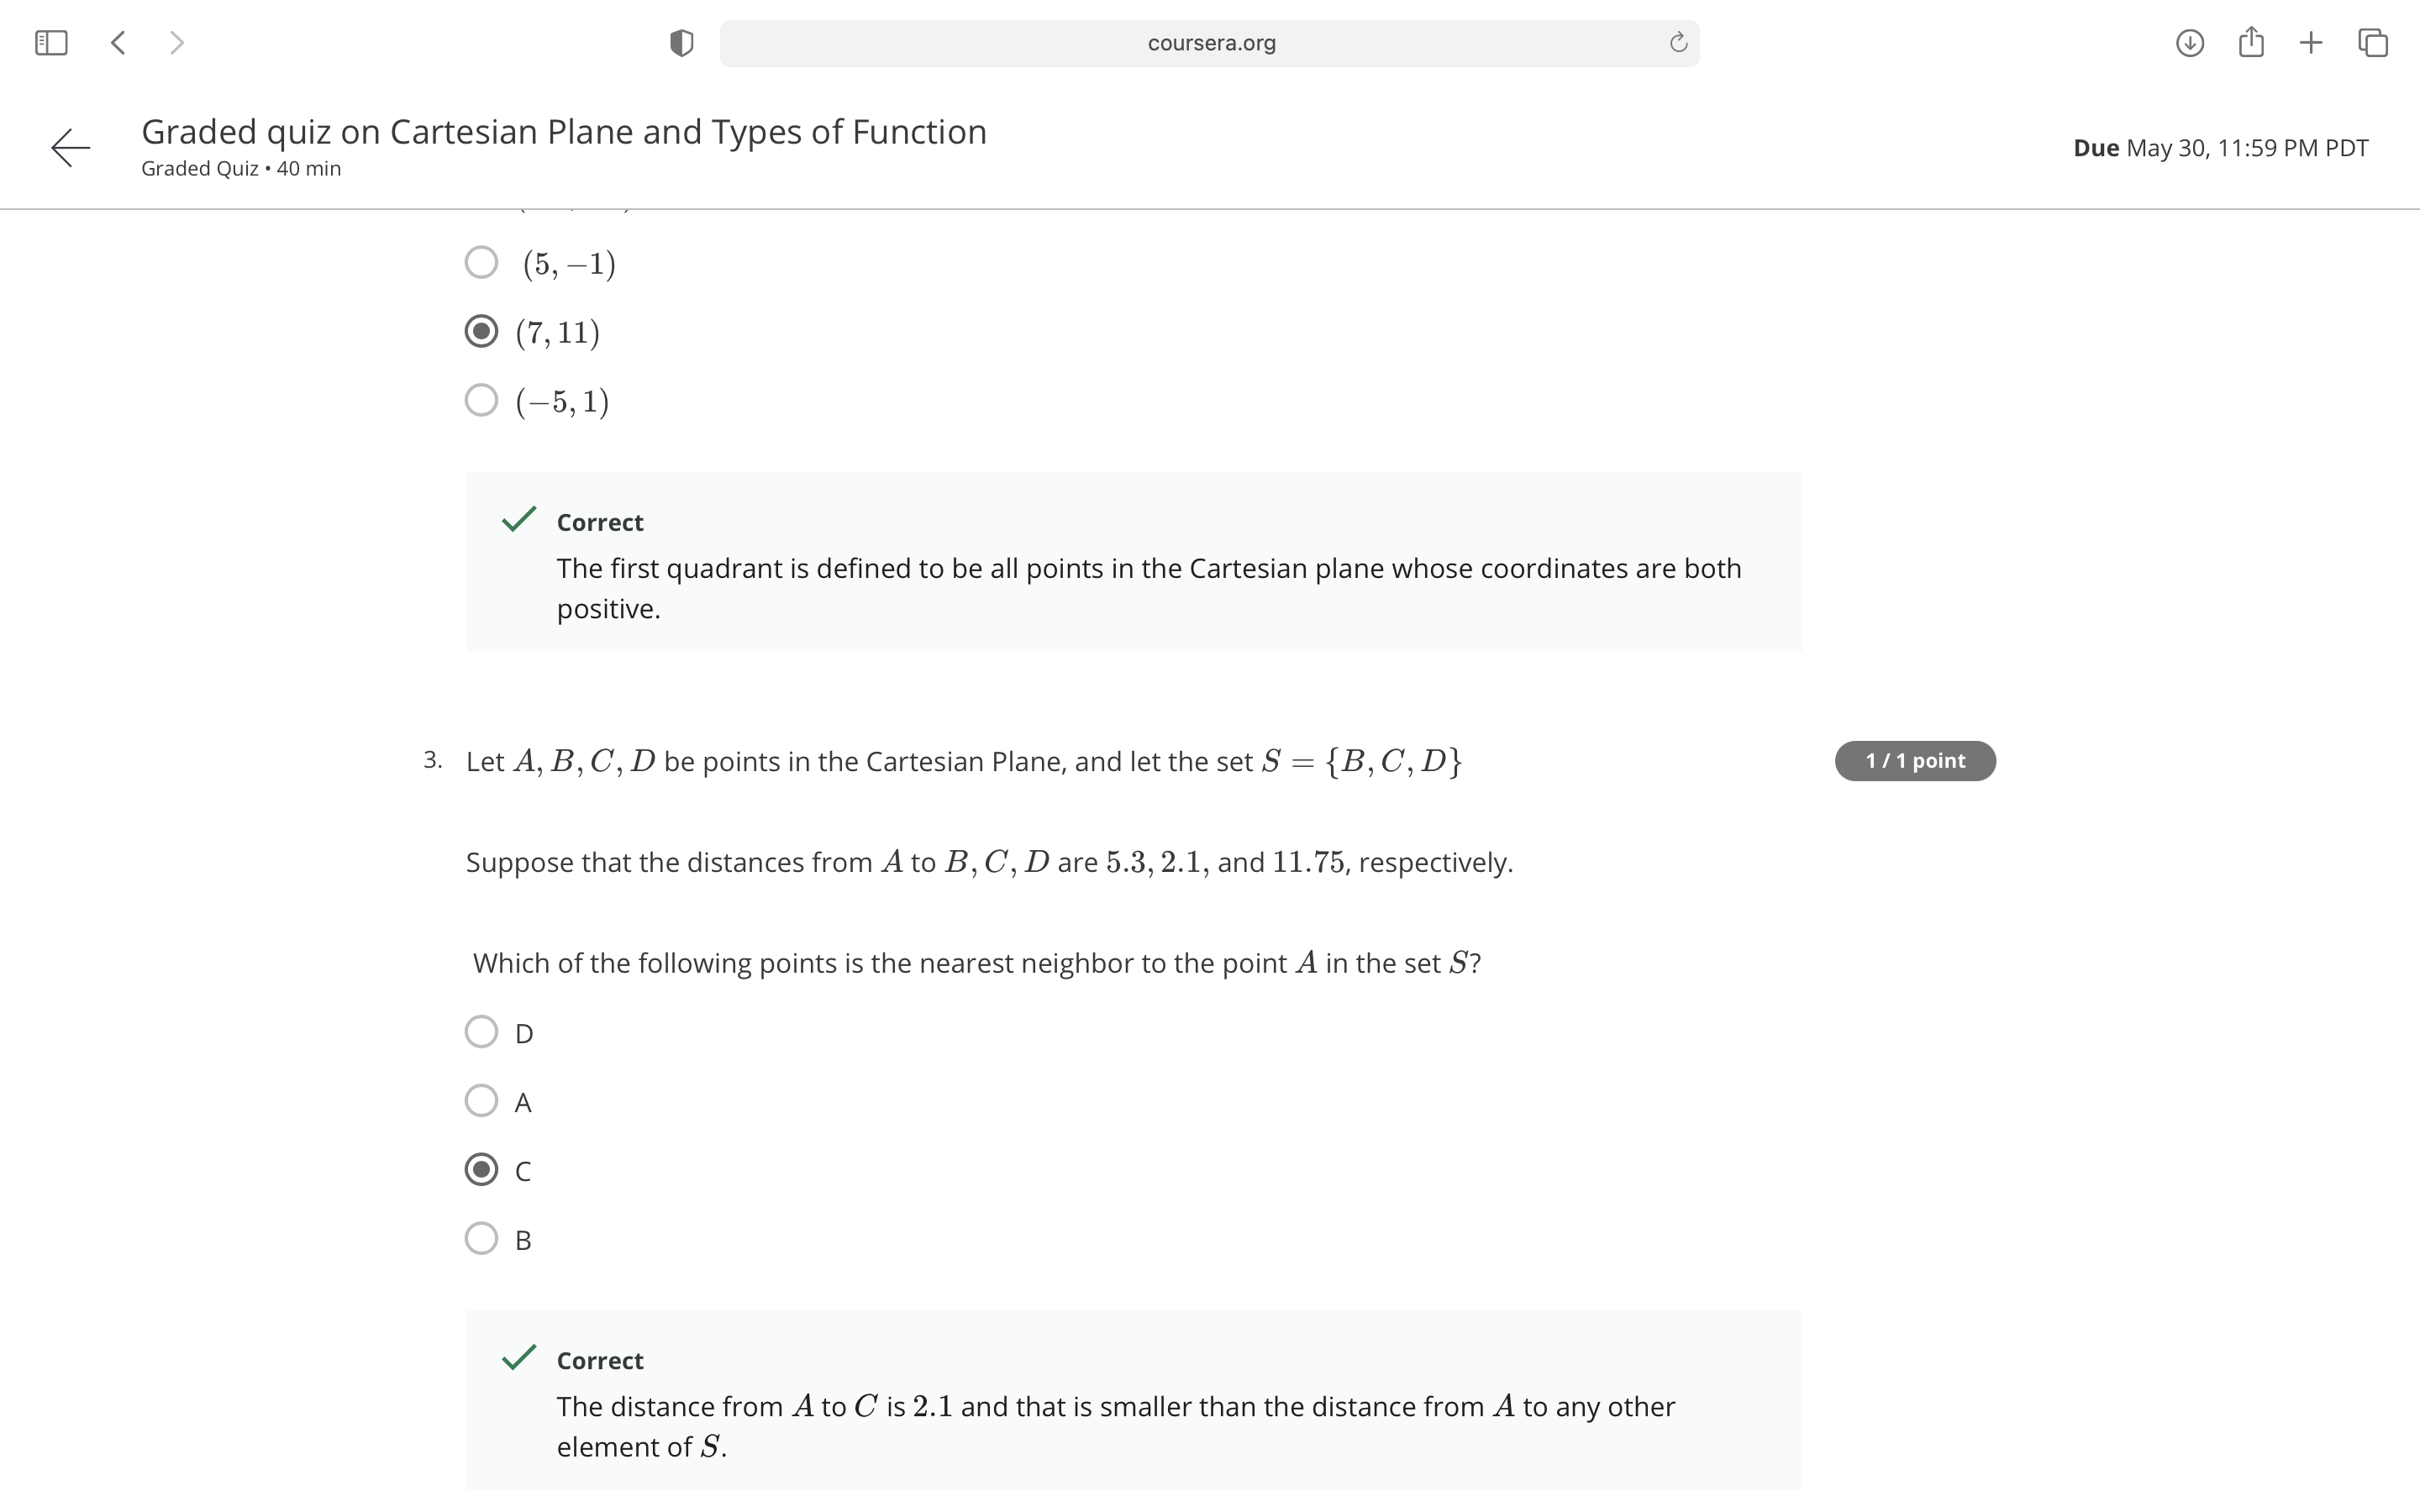 coursera.org
Graded quiz on Cartesian Plane and Types of Function
Graded Quiz • 40 min
Due May 30, 11:59 PM PDT
(5, −1)
(7, 11)
(−5, 1)
Correct
The first quadrant is defined to be all points in the Cartesian plane whose coordinates are both
positive.
3. Let A, B, C, D be points in the Cartesian Plane, and let the set S = {B, C, D}
1 / 1 point
Suppose that the distances from A to B, C, D are 5.3, 2.1, and 11.75, respectively.
Which of the following points is the nearest neighbor to the point A in the set S?
D
A
C
B
Correct
The distance from A to C is 2.1 and that is smaller than the distance from A to any other
element of S.